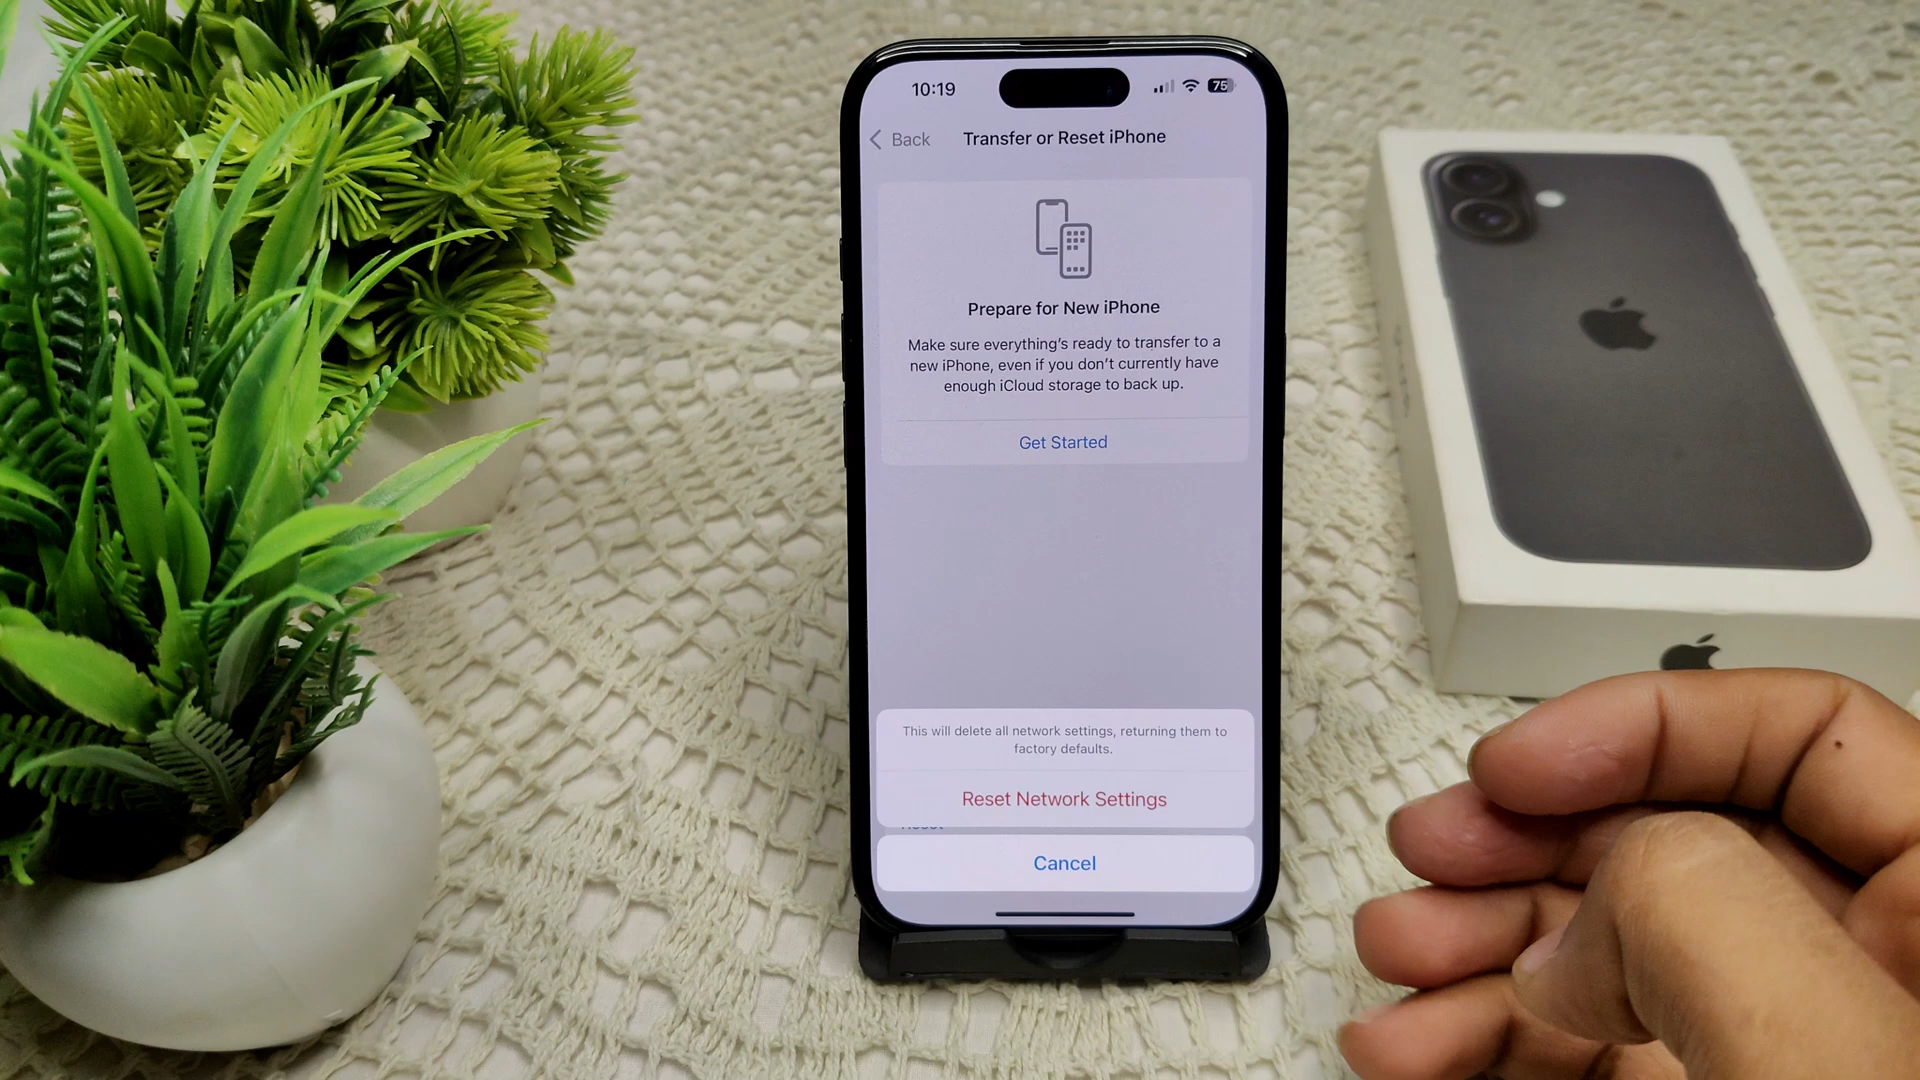 10:19
75
Back
Transfer or Reset iPhone
Prepare for New iPhone
Make sure everything's ready to transfer to a
new iPhone, even if you don't currently have
enough iCloud storage to back up.
Get Started
This will delete all network settings, returning them to
factory defaults.
Reset Network Settings
Reset
Cancel